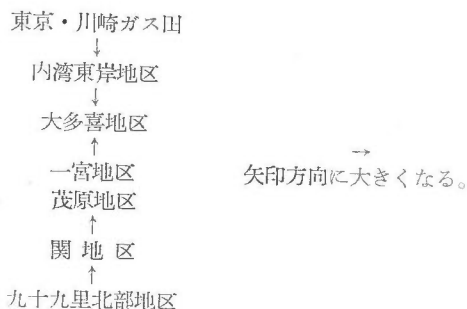 東京・川崎ガス田
↓
内湾東岸地区
↓
大多喜地区
↑
一宮地区
茂原地区
↑
関地区
↑
九十九里北部地区
→
矢印方向に大きくなる。